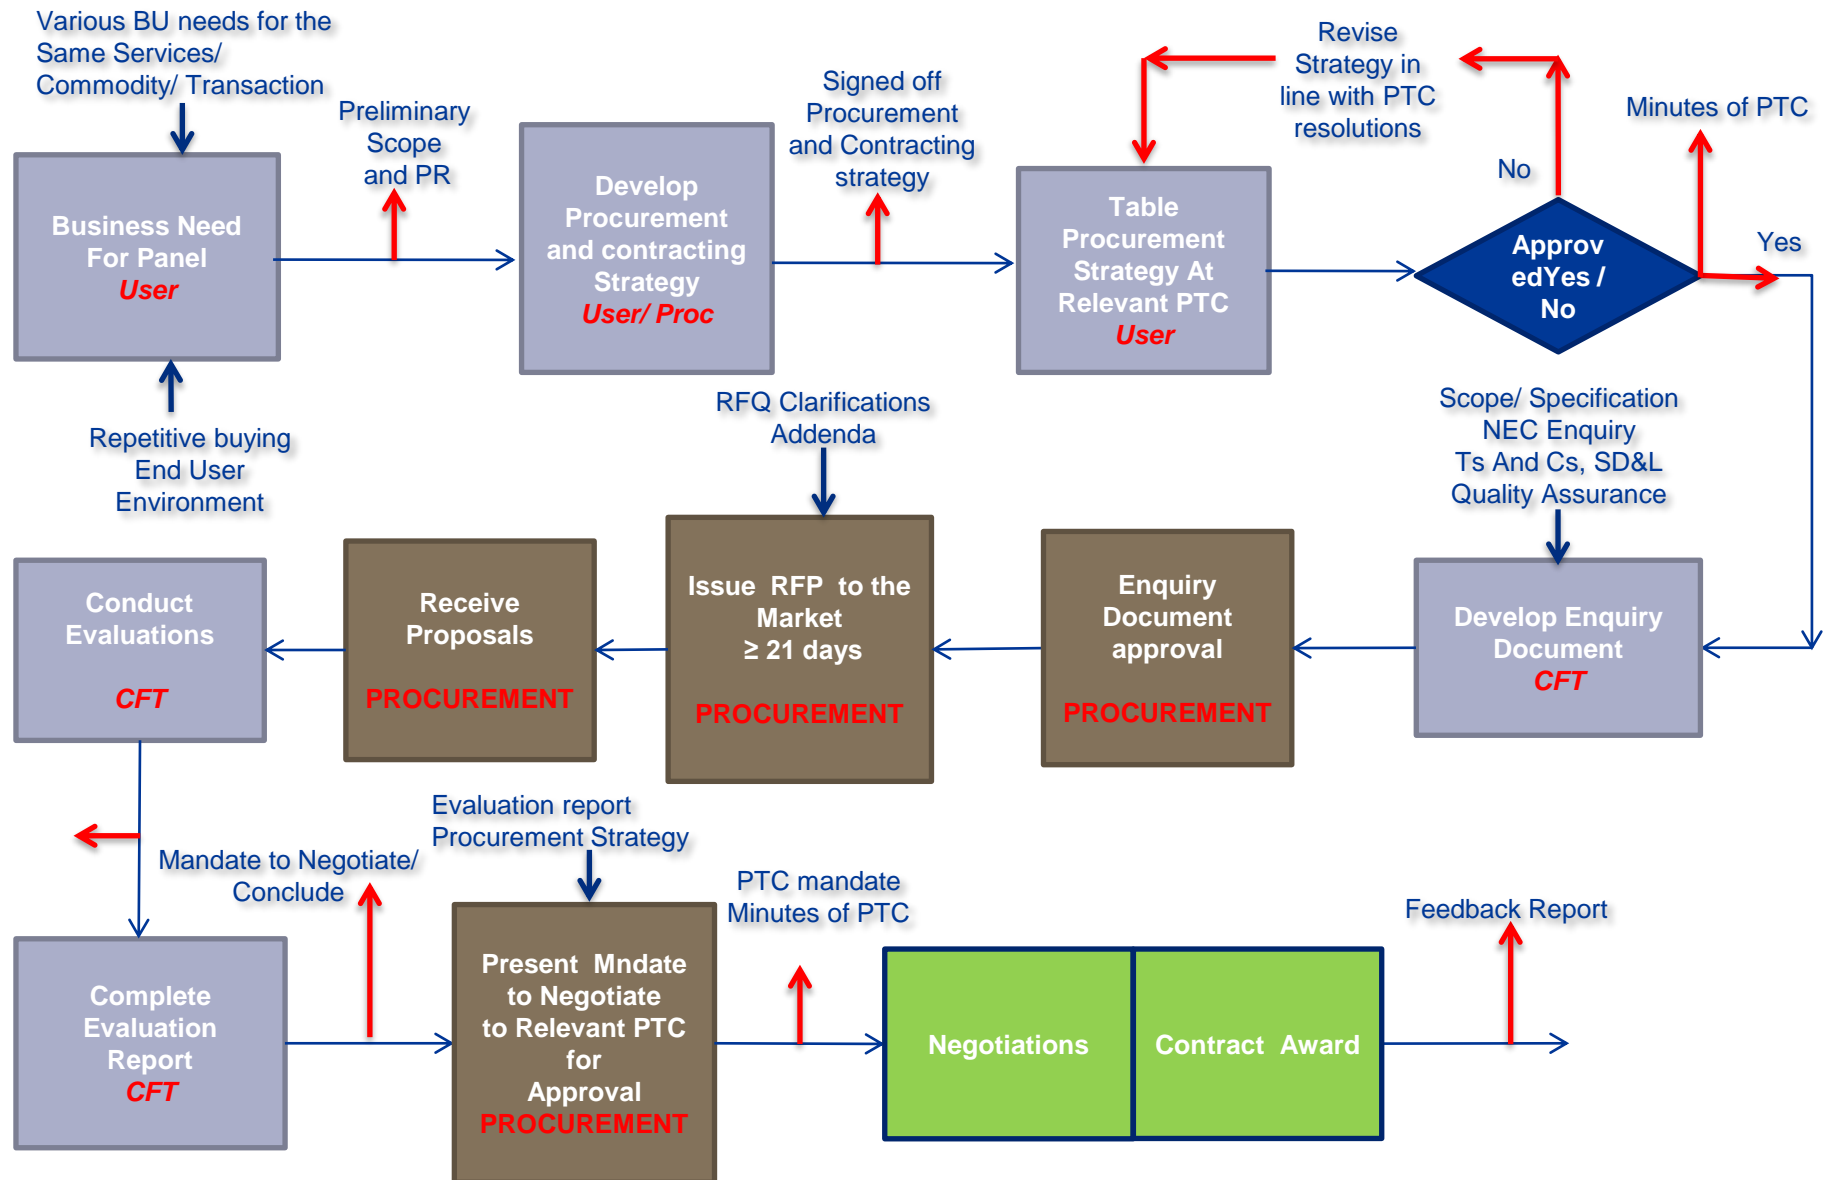 Various BU needs for the
Same Services/
Commodity/ Transaction
Preliminary
Scope
and PR
Signed off
Procurement
and Contracting
strategy
Revise
Strategy in
line with PTC
resolutions
Minutes of PTC
No
Yes
Business Need
For Panel
User
Develop
Procurement
and contracting
Strategy
User/ Proc
Table
Procurement
Strategy At
Relevant PTC
User
Approv
edYes /
No
Repetitive buying
End User
Environment
RFQ Clarifications
Addenda
Scope/ Specification
NEC Enquiry
Ts And Cs, SD&L
Quality Assurance
Conduct
Evaluations
CFT
Receive
Proposals
PROCUREMENT
Issue RFP to the
Market
≥ 21 days
PROCUREMENT
Enquiry
Document
approval
PROCUREMENT
Develop Enquiry
Document
CFT
Mandate to Negotiate/
Conclude
Evaluation report
Procurement Strategy
PTC mandate
Minutes of PTC
Feedback Report
Complete
Evaluation
Report
CFT
Present Mndate
to Negotiate
to Relevant PTC
for
Approval
PROCUREMENT
Negotiations
Contract Award